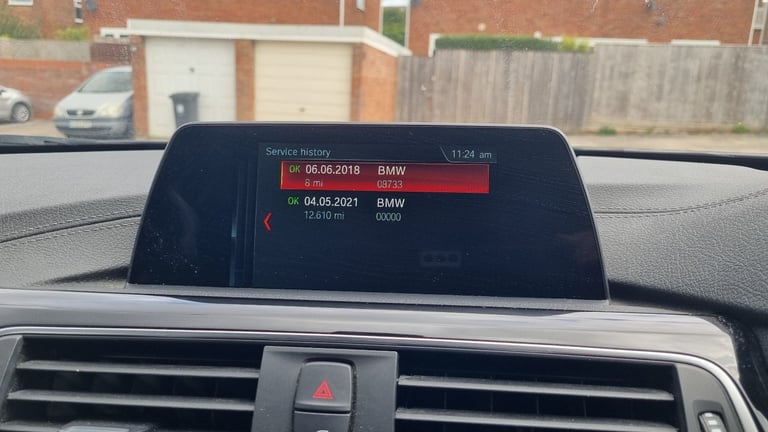 Service history 11:24 am
OK 06.06.2018 BMW
8 mi 08733
OK 04.05.2021 BMW
12.610 mi 00000